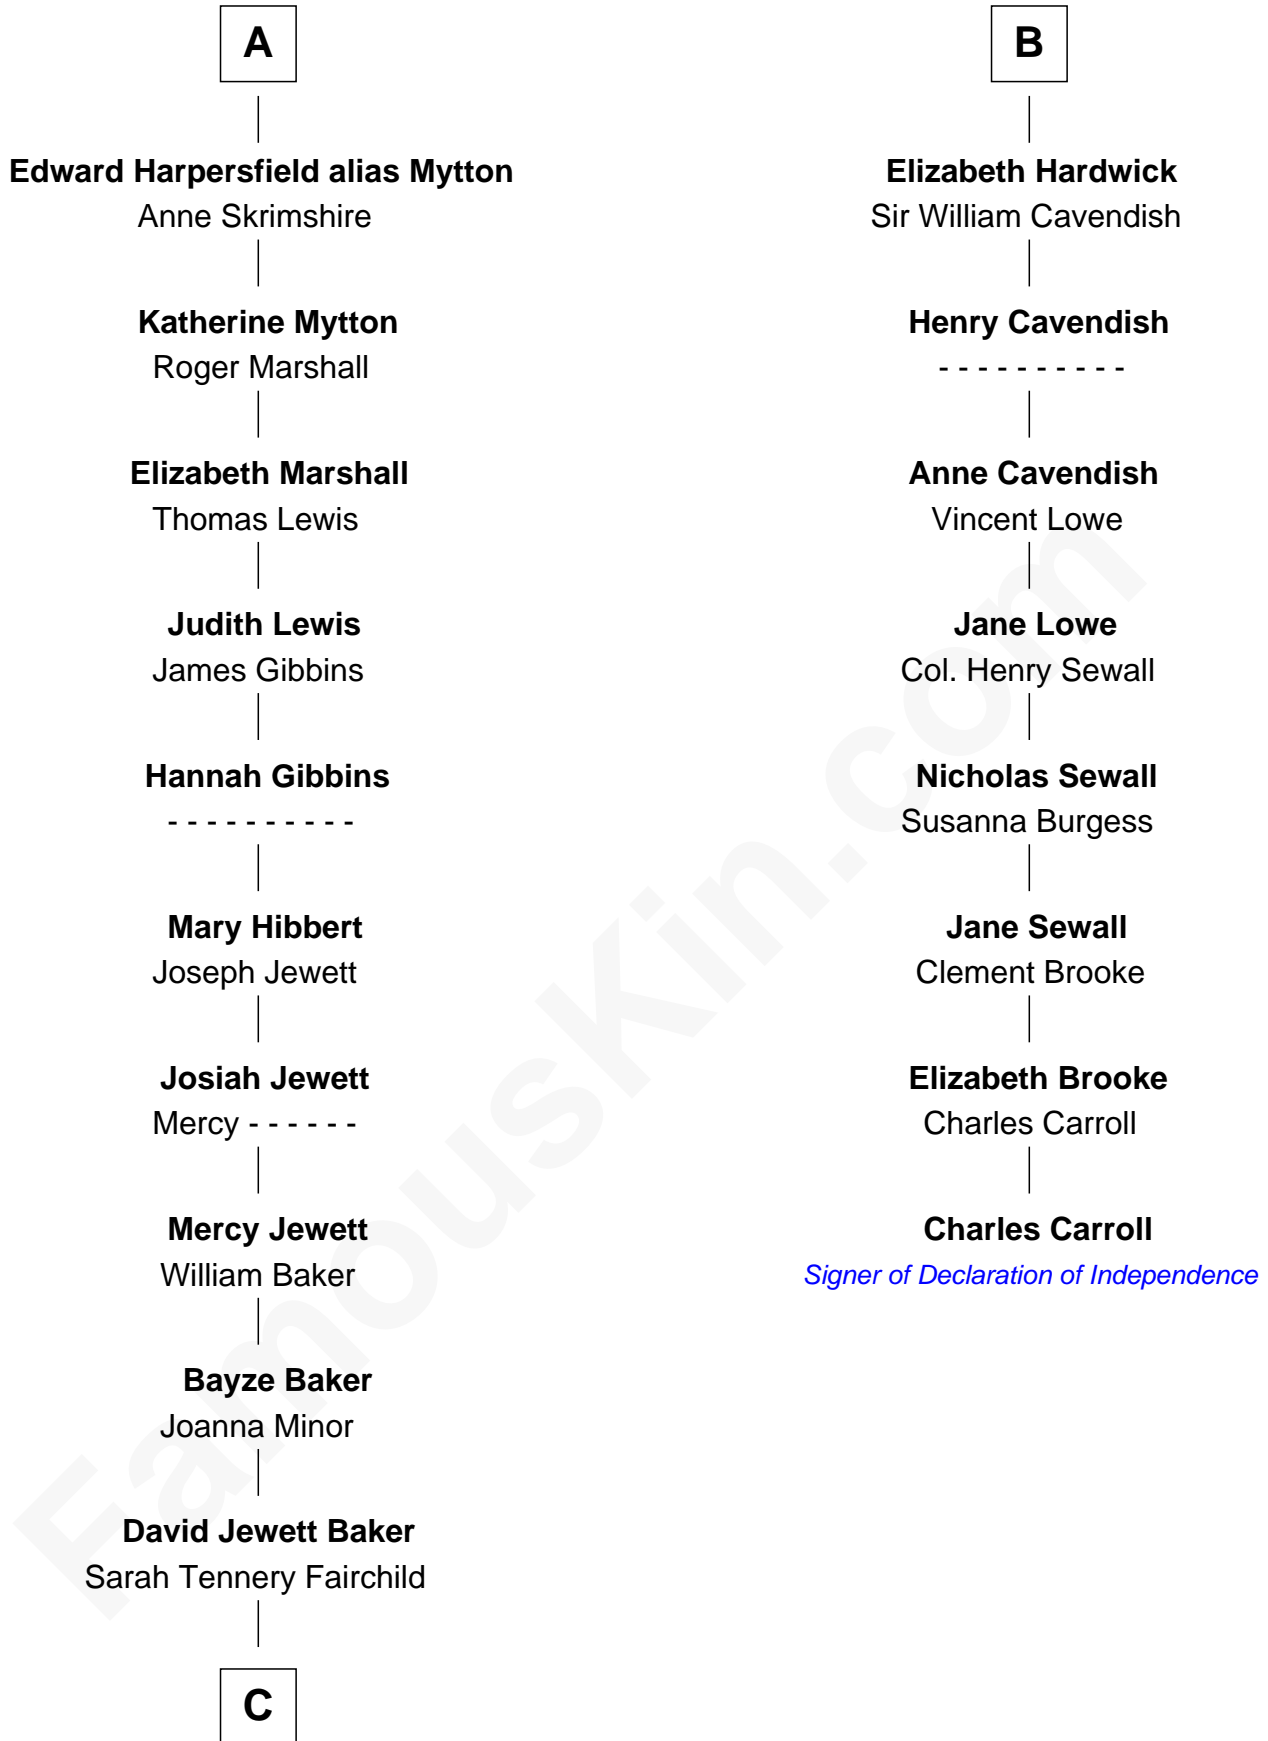 A
Edward Harpersfield alias Mytton
Anne Skrimshire
Katherine Mytton
Roger Marshall
Elizabeth Marshall
Thomas Lewis
Judith Lewis
James Gibbins
Hannah Gibbins
- - - - - - - - - -
Mary Hibbert
Joseph Jewett
Josiah Jewett
Mercy - - - - - -
Mercy Jewett
William Baker
Bayze Baker
Joanna Minor
David Jewett Baker
Sarah Tennery Fairchild
C
B
Elizabeth Hardwick
Sir William Cavendish
Henry Cavendish
- - - - - - - - - -
Anne Cavendish
Vincent Lowe
Jane Lowe
Col. Henry Sewall
Nicholas Sewall
Susanna Burgess
Jane Sewall
Clement Brooke
Elizabeth Brooke
Charles Carroll
Charles Carroll
Signer of Declaration of Independence
FamousKin.com